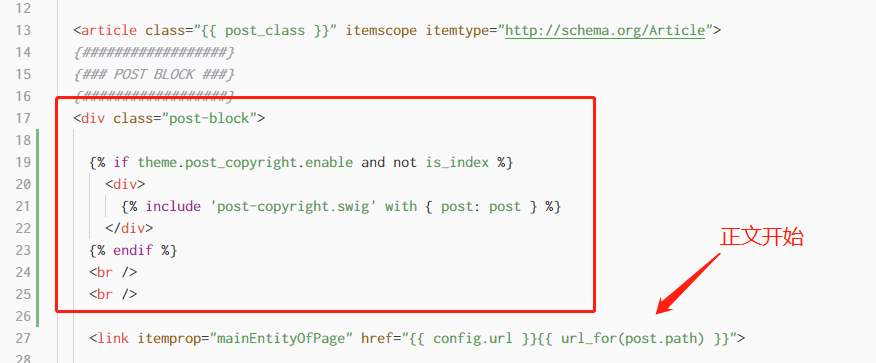 12
13 <article class="{{ post_class }}" itemscope itemtype="http://schema.org/Article">
14 {##################}
15 {### POST BLOCK ###}
16 {##################}
17 <div class="post-block">
18
19 {% if theme.post_copyright.enable and not is_index %}
20 <div>
21 {% include 'post-copyright.swig' with { post: post } %}
22 </div>
23 {% endif %}
正文开始
24 <br />
25 <br />
26
27 <link itemprop="mainEntityOfPage" href="{{ config.url }}{{ url_for(post.path) }}">
28